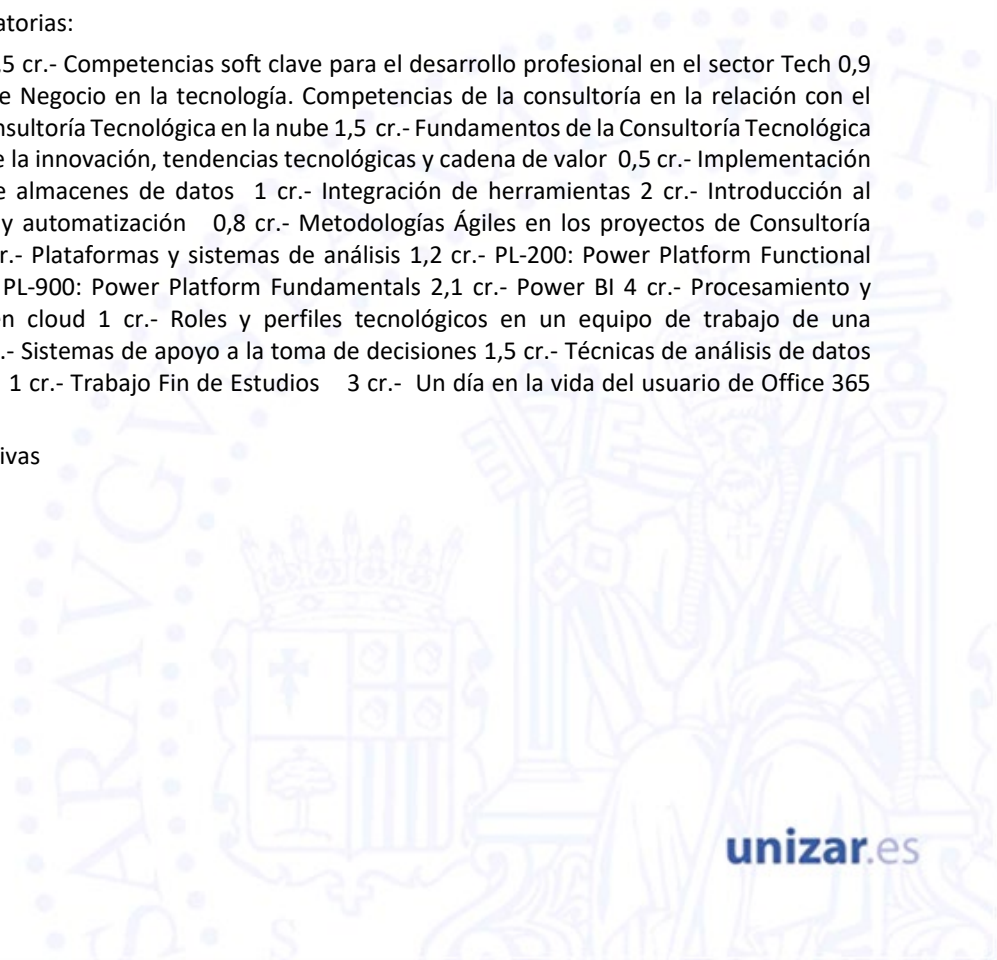 atorias:
,5 cr.- Competencias soft clave para el desarrollo profesional en el sector Tech 0,9
e Negocio en la tecnología. Competencias de la consultoría en la relación con el
nsultoría Tecnológica en la nube 1,5 cr.- Fundamentos de la Consultoría Tecnológica
e la innovación, tendencias tecnológicas y cadena de valor 0,5 cr.- Implementación
e almacenes de datos 1 cr.- Integración de herramientas 2 cr.- Introducción al
y automatización 0,8 cr.- Metodologías Ágiles en los proyectos de Consultoría
r.- Plataformas y sistemas de análisis 1,2 cr.- PL-200: Power Platform Functional
PL-900: Power Platform Fundamentals 2,1 cr.- Power BI 4 cr.- Procesamiento y
en cloud 1 cr.- Roles y perfiles tecnológicos en un equipo de trabajo de una
.- Sistemas de apoyo a la toma de decisiones 1,5 cr.- Técnicas de análisis de datos
1 cr.- Trabajo Fin de Estudios 3 cr.- Un día en la vida del usuario de Office 365
ivas
unizar.es